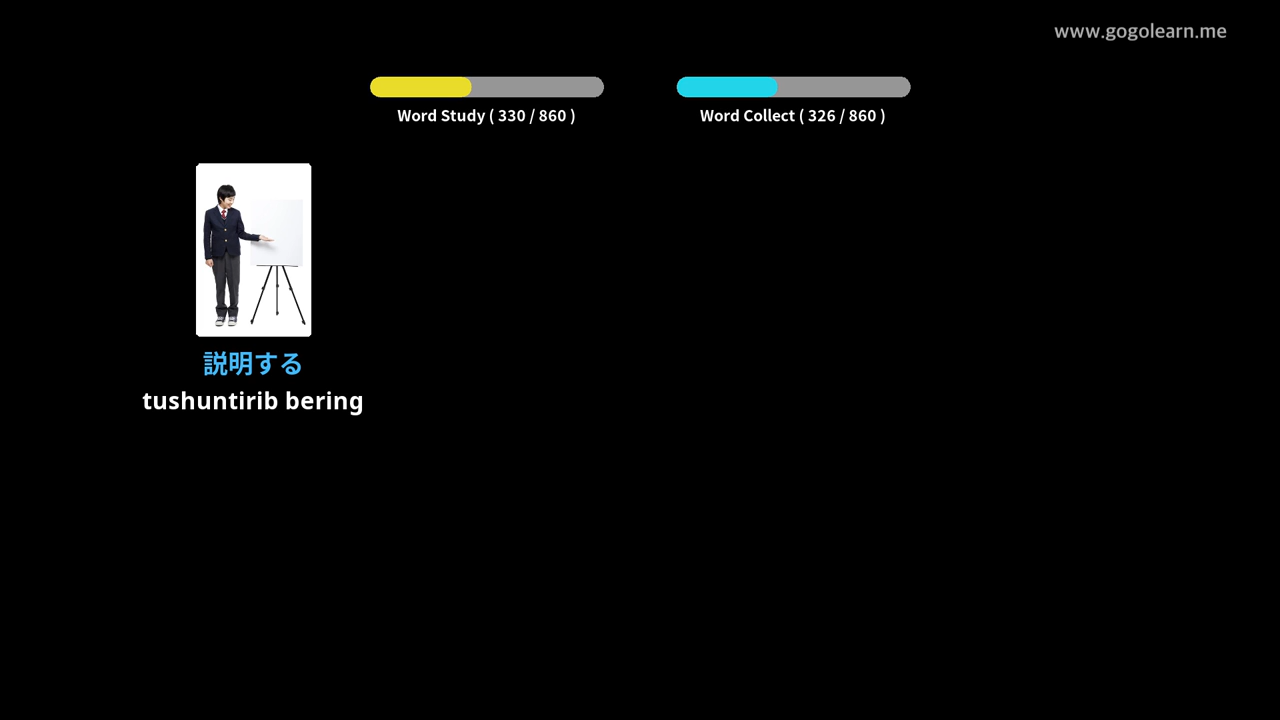 www.gogolearn.me
Word Study ( 330 / 860 )
Word Collect ( 326 / 860 )
説明する
tushuntirib bering